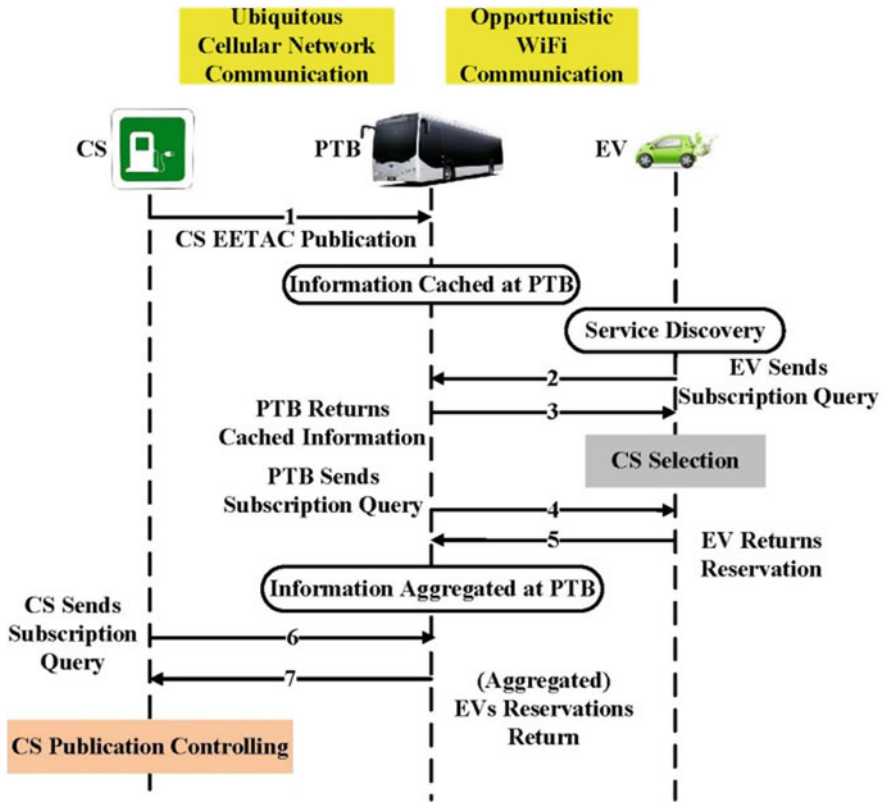 Ubiquitous
Cellular Network
Communication
Opportunistic
WiFi
Communication
CS
PTB
EV
1
CS EETAC Publication
Information Cached at PTB
Service Discovery
2
EV Sends
Subscription Query
3
PTB Returns
Cached Information
CS Selection
PTB Sends
Subscription Query
4
5
EV Returns
Reservation
Information Aggregated at PTB
CS Sends
Subscription
Query
6
7
(Aggregated)
EVs Reservations
Return
CS Publication Controlling